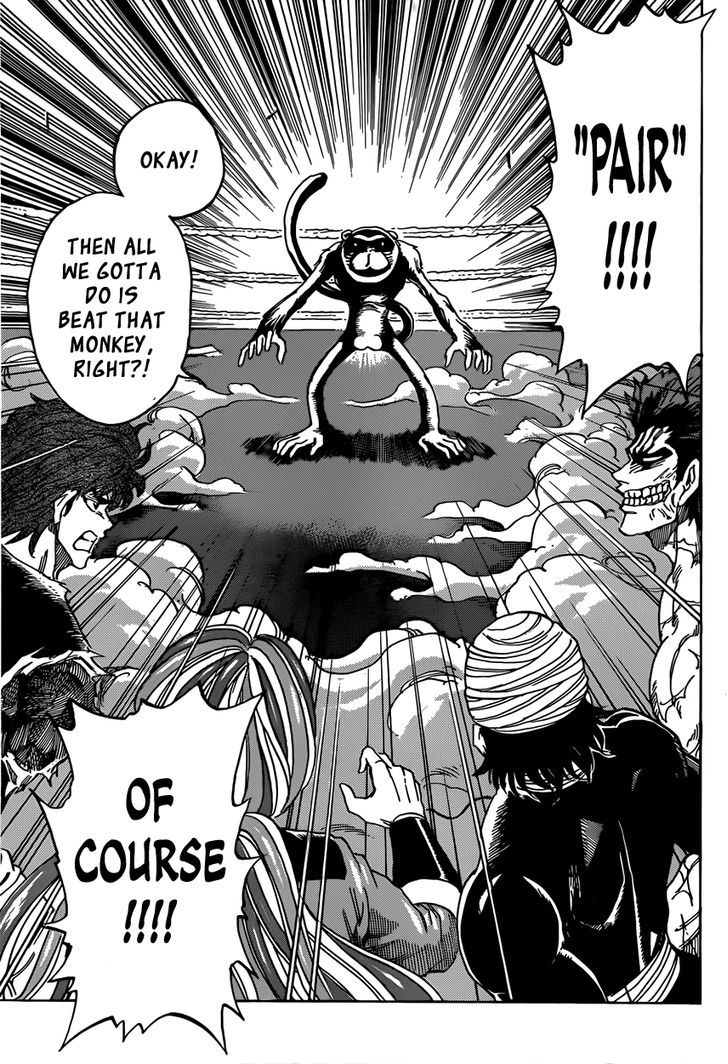 "PAIR"
!!!!
OKAY!
THEN ALL
WE GOTTA
DO IS
BEAT THAT
MONKEY,
RIGHT?!
OF
COURSE
!!!!